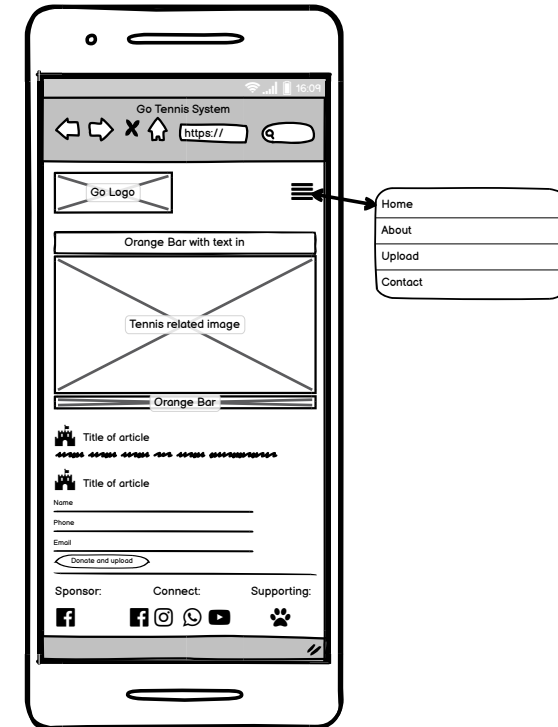 16:09
Go Tennis System
https://
Go Logo
Home
About
Upload
Contact
Orange Bar with text in
Tennis related image
Orange Bar
Title of article
Title of article
Name
Phone
Email
Donate and upload
Sponsor: Connect: Supporting: